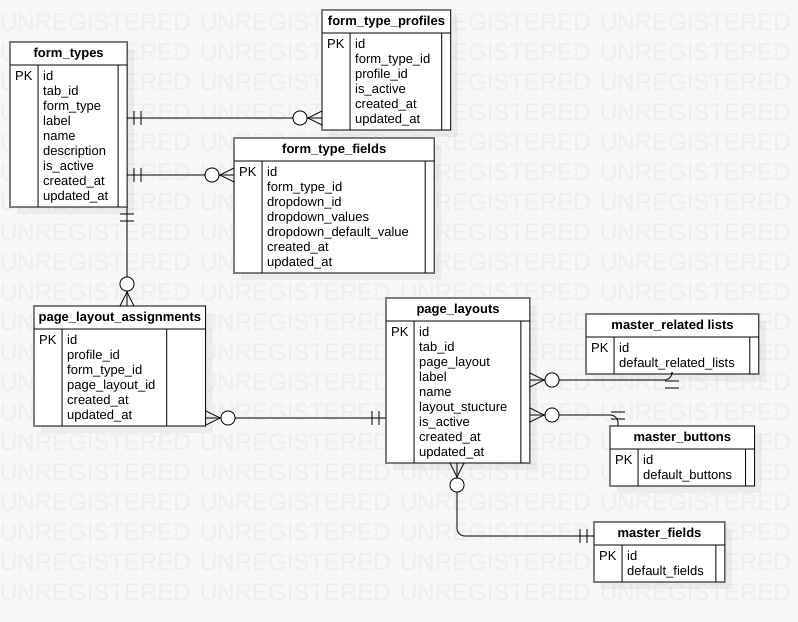 form_type_profiles
PK id
form_type_id
profile_id
is_active
created_at
updated_at
form_types
PK id
tab_id
form_type
label
name
description
is_active
created_at
updated_at
form_type_fields
PK id
form_type_id
dropdown_id
dropdown_values
dropdown_default_value
created_at
updated_at
page_layout_assignments
PK id
profile_id
form_type_id
page_layout_id
created_at
updated_at
page_layouts
PK id
tab_id
page_layout
label
name
layout_stucture
is_active
created_at
updated_at
master_related lists
PK id
default_related_lists
master_buttons
PK id
default_buttons
master_fields
PK id
default_fields
UNREGISTERED